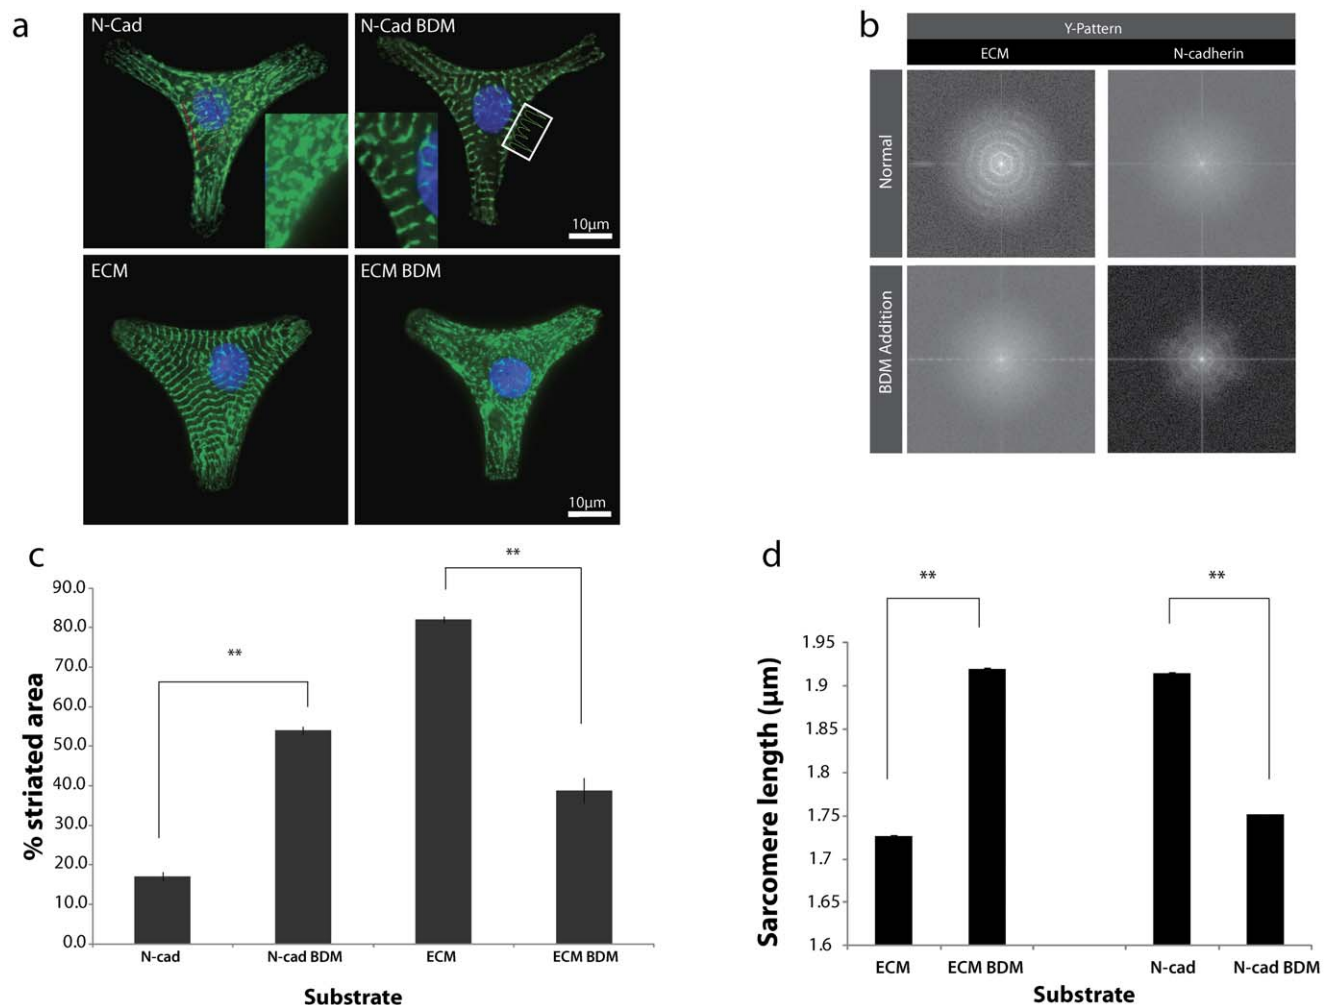 a
N-Cad
N-Cad BDM
10μm
ECM
ECM BDM
10μm
b
Y-Pattern
ECM
N-cadherin
Normal
BDM Addition
c
**
**
90.0
80.0
70.0
60.0
50.0
40.0
30.0
20.0
10.0
0.0
% striated area
N-cad
N-cad BDM
ECM
ECM BDM
Substrate
d
**
**
1.95
1.9
1.85
1.8
1.75
1.7
1.65
1.6
Sarcomere length (μm)
ECM
ECM BDM
N-cad
N-cad BDM
Substrate